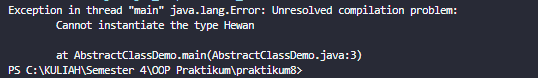 Exception in thread "main" java.lang.Error: Unresolved compilation problem:
        Cannot instantiate the type Hewan

        at AbstractClassDemo.main(AbstractClassDemo.java:3)
PS C:\KULIAH\Semester 4\OOP Praktikum\praktikum8>